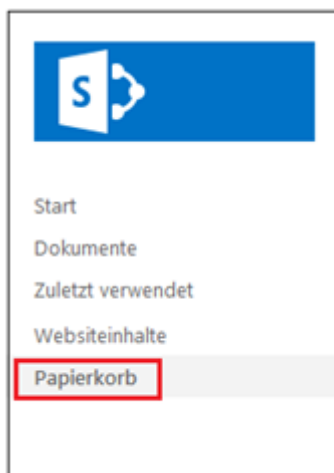 S
Start
Dokumente
Zuletzt verwendet
Websiteinhalte
Papierkorb